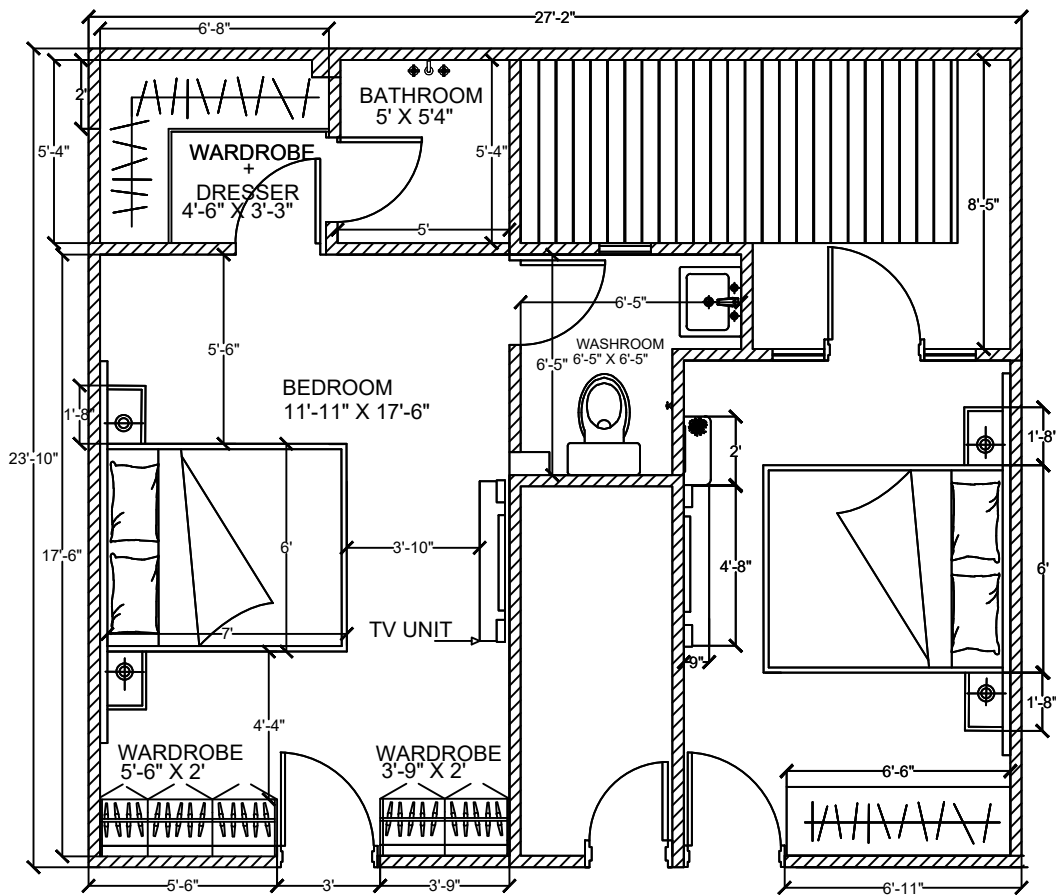 27'-2"
6'-8"
2'
5'-4"
BATHROOM
5' X 5'4"
5'-4"
WARDROBE
+
DRESSER
4'-6" X 3'-3"
8'-5"
5'
6'-5"
WASHROOM
6'-5" X 6'-5"
6'-5"
5'-6"
BEDROOM
11'-11" X 17'-6"
1'-8"
1'-8"
2'
23'-10"
17'-6"
6'
3'-10"
4'-8"
6'
TV UNIT
7'
9"
1'-8"
4'-4"
WARDROBE
5'-6" X 2'
WARDROBE
3'-9" X 2'
6'-6"
5'-6"
3'
3'-9"
6'-11"